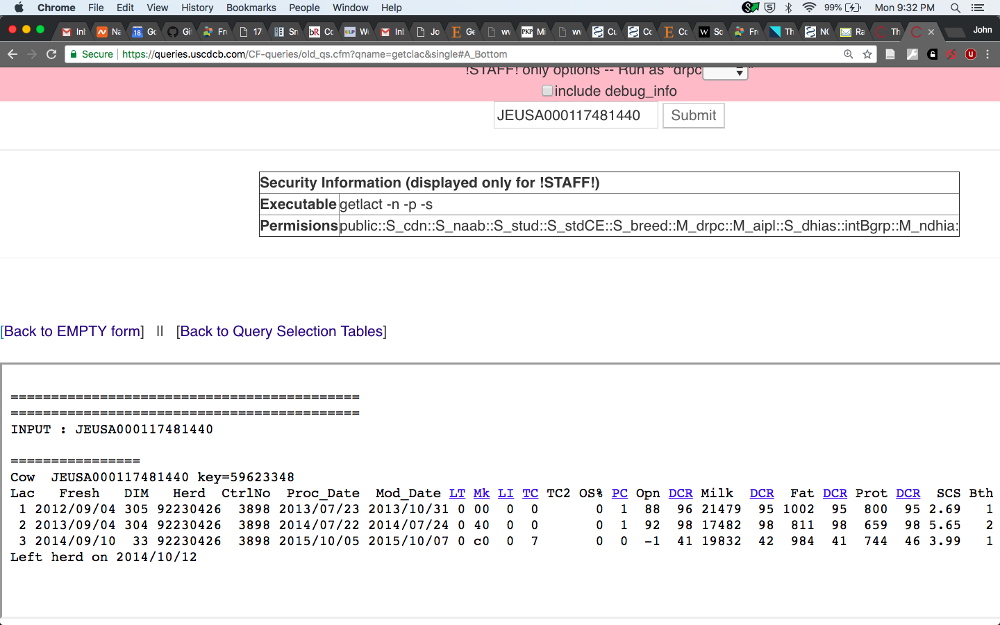 Chrome File Edit View History Bookmarks People Window Help 99% Mon 9:32 PM
Inl Na 18 Gc Gi Fr 17 Sn bR Cc CLP W Inl Jo E Ge wv PKP Mi wv Cu Cc E Cc W Sc Fr Th NC Ra Th John
Secure https://queries.uscdcb.com/CF-queries/old_qs.cfm?qname=getclac&single#A_Bottom
!STAFF! only options -- Run as "drpc "
include debug_info
JEUSA000117481440 Submit
Security Information (displayed only for !STAFF!)
Executable getlact -n -p -s
Permisions public::S_cdn::S_naab::S_stud::S_stdCE::S_breed::M_drpc::M_aipl::S_dhias::intBgrp::M_ndhia:
[Back to EMPTY form] || [Back to Query Selection Tables]
===========================================
===========================================
INPUT : JEUSA000117481440
================
Cow JEUSA000117481440 key=59623348
Lac Fresh DIM Herd CtrlNo Proc_Date Mod_Date LT Mk LI TC TC2 OS% PC Opn DCR Milk DCR Fat DCR Prot DCR SCS Bth
1 2012/09/04 305 92230426 3898 2013/07/23 2013/10/31 0 00 0 0 0 1 88 96 21479 95 1002 95 800 95 2.69 1
2 2013/09/04 304 92230426 3898 2014/07/22 2014/07/24 0 40 0 0 0 1 92 98 17482 98 811 98 659 98 5.65 2
3 2014/09/10 33 92230426 3898 2015/10/05 2015/10/07 0 c0 0 7 0 0 -1 41 19832 42 984 41 744 46 3.99 1
Left herd on 2014/10/12